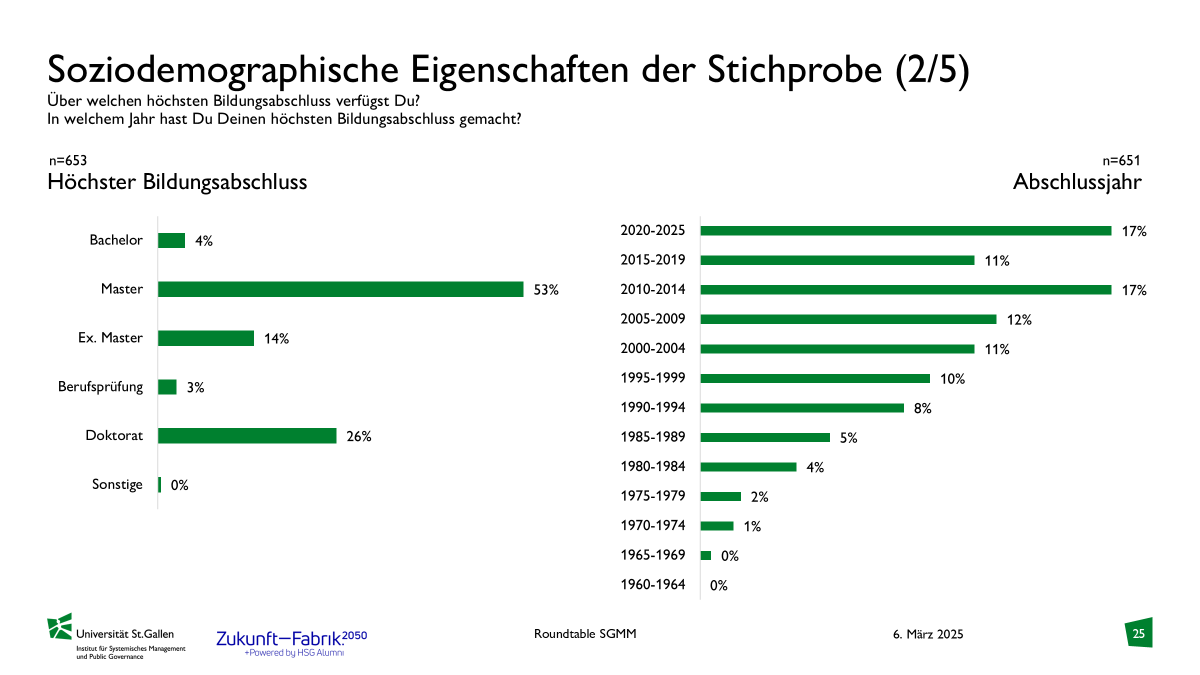 Soziodemographische Eigenschaften der Stichprobe (2/5)
Über welchen höchsten Bildungsabschluss verfügst Du?
In welchem Jahr hast Du Deinen höchsten Bildungsabschluss gemacht?
n=653
Höchster Bildungsabschluss
Bachelor 4%
Master 53%
Ex. Master 14%
Berufsprüfung 3%
Doktorat 26%
Sonstige 0%
n=651
Abschlussjahr
2020-2025 17%
2015-2019 11%
2010-2014 17%
2005-2009 12%
2000-2004 11%
1995-1999 10%
1990-1994 8%
1985-1989 5%
1980-1984 4%
1975-1979 2%
1970-1974 1%
1965-1969 0%
1960-1964 0%
Universität St.Gallen
Institut für Systemisches Management
und Public Governance
Zukunft—Fabrik.2050
+Powered by HSG Alumni
Roundtable SGMM
6. März 2025
25